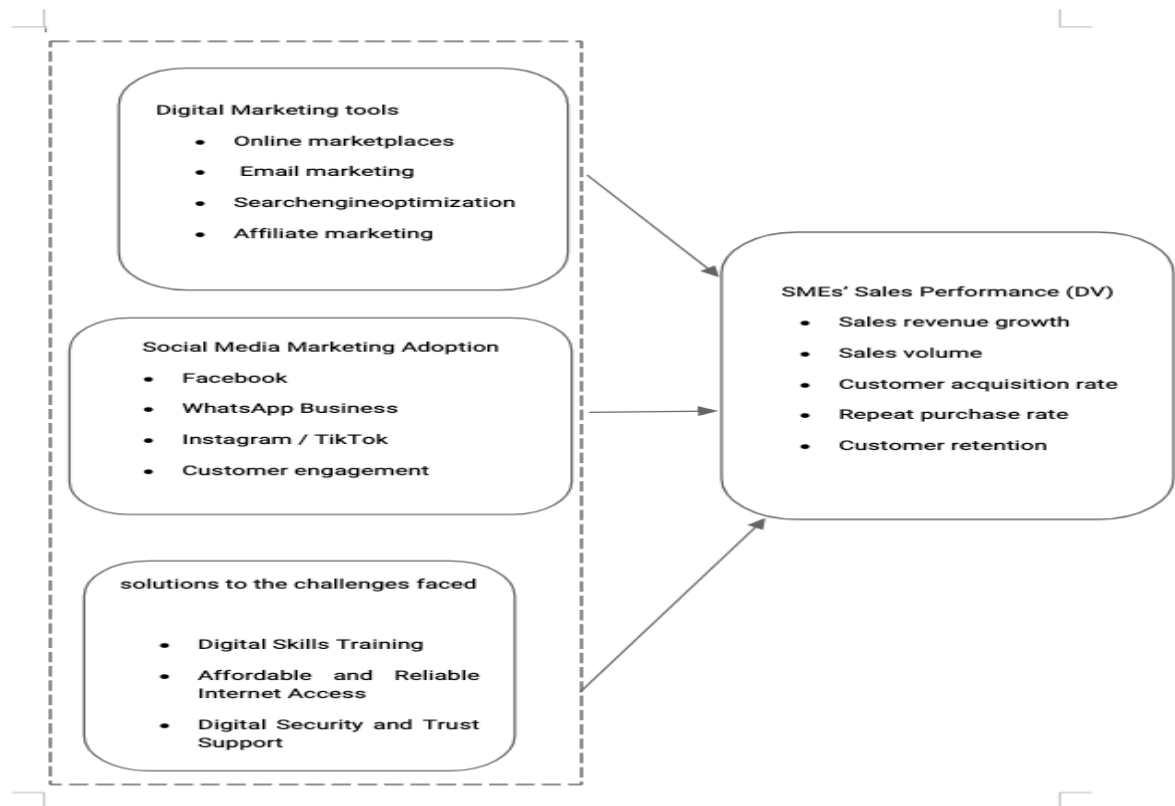 Digital Marketing tools
• Online marketplaces
• Email marketing
• Searchengineoptimization
• Affiliate marketing
Social Media Marketing Adoption
• Facebook
• WhatsApp Business
• Instagram / TikTok
• Customer engagement
solutions to the challenges faced
• Digital Skills Training
• Affordable and Reliable
Internet Access
• Digital Security and Trust
Support
SMEs’ Sales Performance (DV)
• Sales revenue growth
• Sales volume
• Customer acquisition rate
• Repeat purchase rate
• Customer retention